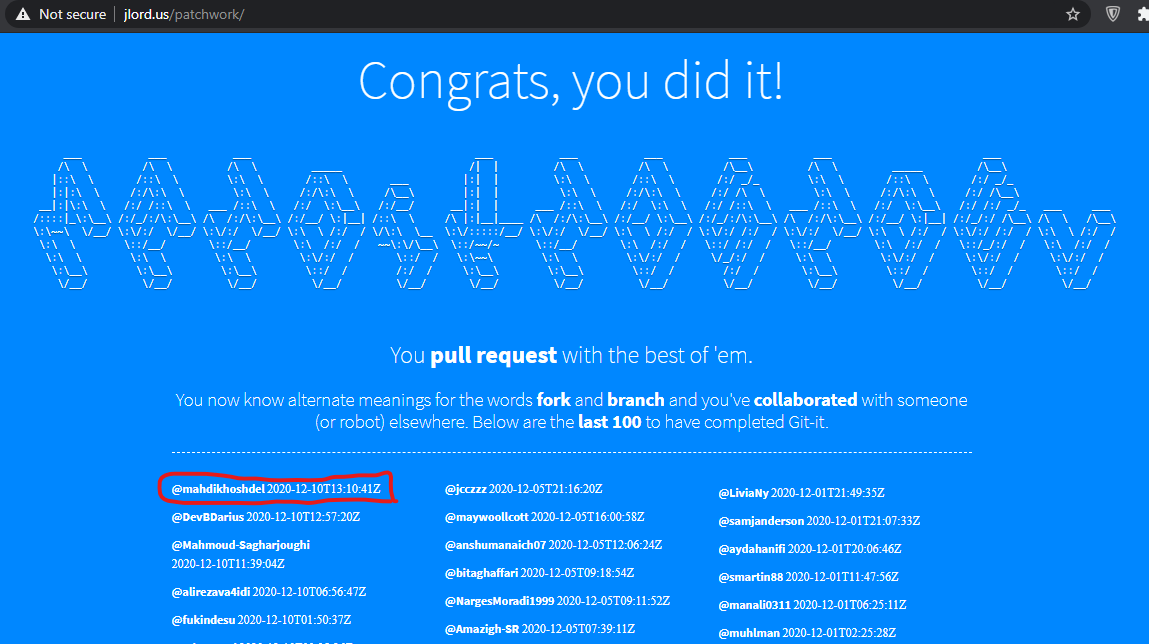 Not secure | jlord.us/patchwork/
Congrats, you did it!
You pull request with the best of 'em.
You now know alternate meanings for the words fork and branch and you've collaborated with someone
(or robot) elsewhere. Below are the last 100 to have completed Git-it.
@mahdikhoshdel 2020-12-10T13:10:41Z
@DevBDarius 2020-12-10T12:57:20Z
@Mahmoud-Sagharjoughi
2020-12-10T11:39:04Z
@alirezava4idi 2020-12-10T06:56:47Z
@fukindesu 2020-12-10T01:50:37Z
@jcczzz 2020-12-05T21:16:20Z
@maywoollcott 2020-12-05T16:00:58Z
@anshumanaich07 2020-12-05T12:06:24Z
@bitaghaffari 2020-12-05T09:18:54Z
@NargesMoradi1999 2020-12-05T09:11:52Z
@Amazigh-SR 2020-12-05T07:39:11Z
@LiviaNy 2020-12-01T21:49:35Z
@samjanderson 2020-12-01T21:07:33Z
@aydahanifi 2020-12-01T20:06:46Z
@smartin88 2020-12-01T11:47:56Z
@manali0311 2020-12-01T06:25:11Z
@muhlman 2020-12-01T02:25:28Z